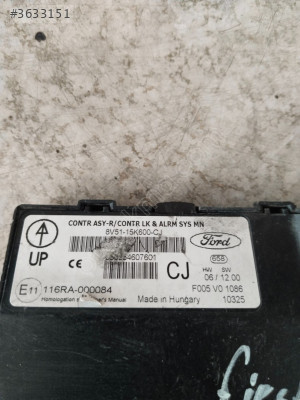 #3633151
CONTR ASY-R/CONTR LK & ALRM SYS MN
8V51-15K600-CJ
Ford
UP
CJ
658
HW SW
06 / 12.00
E11 116RA-000084
F005 V0 1086
Homologation Manual
Made in Hungary
10325